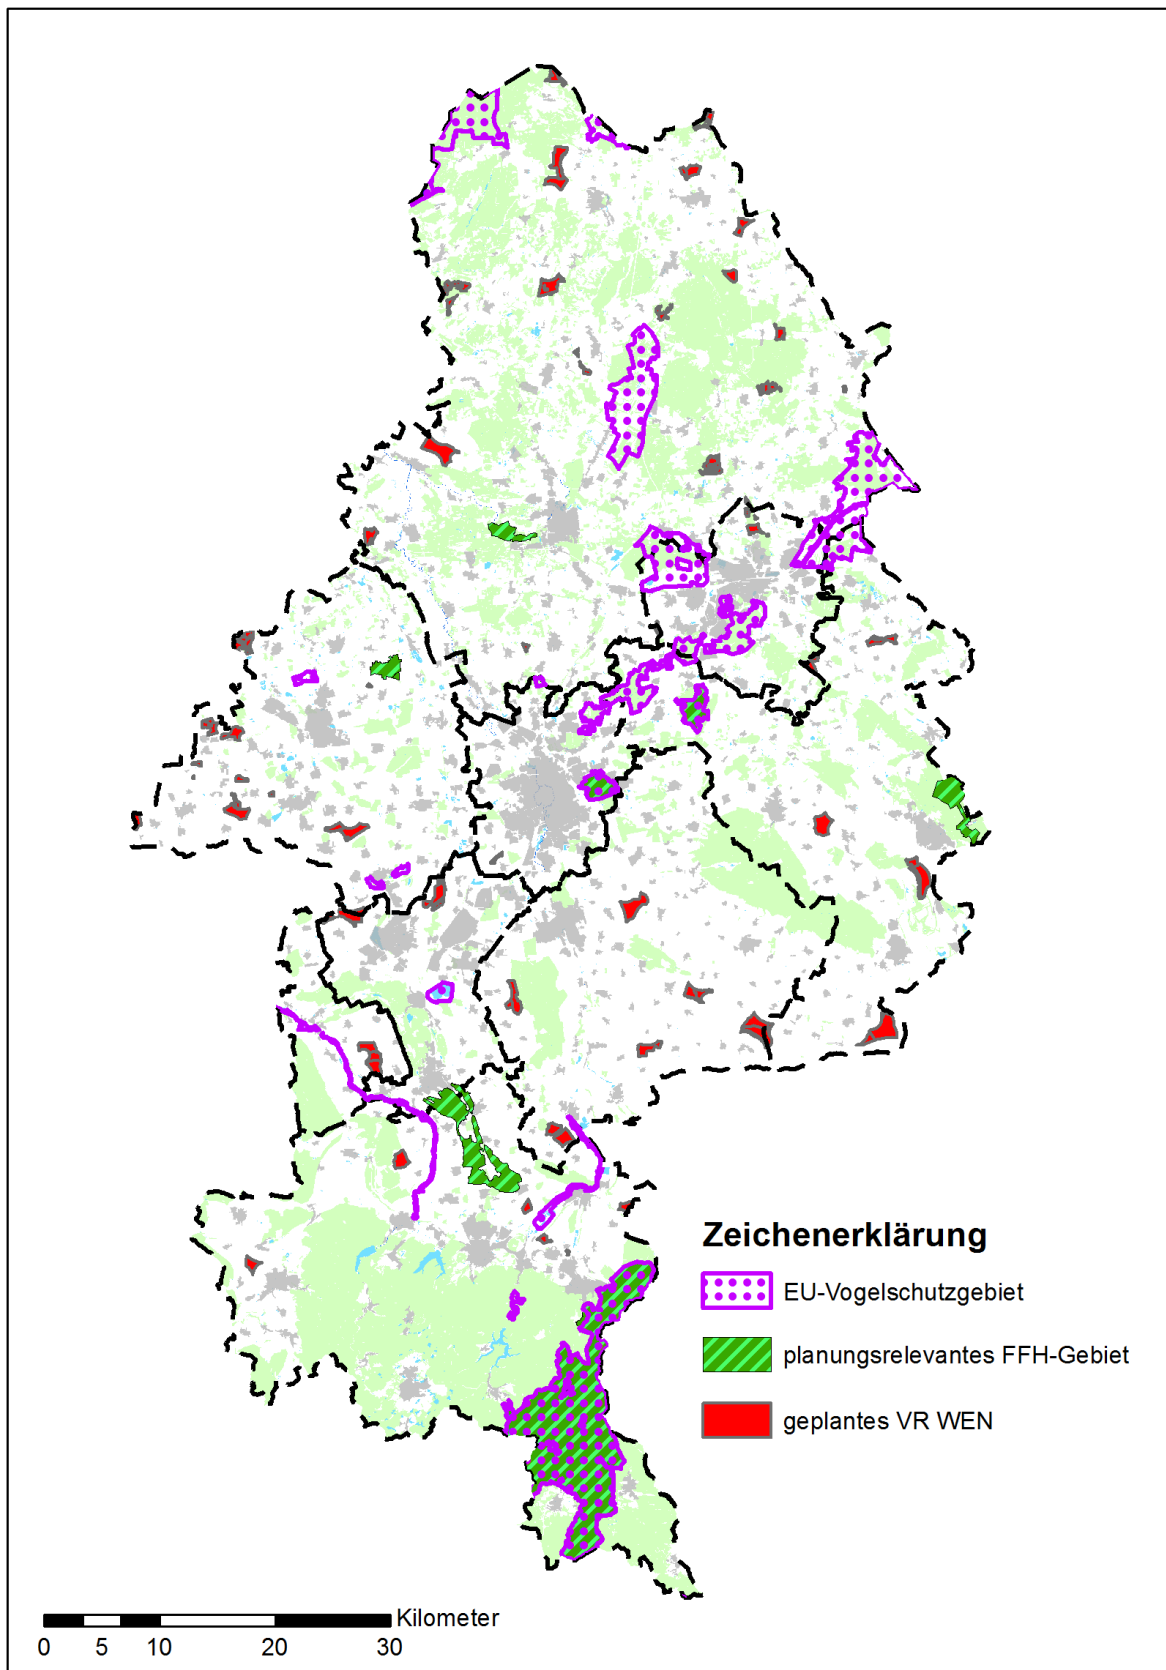 Zeichenerklärung
EU-Vogelschutzgebiet
planungsrelevantes FFH-Gebiet
geplantes VR WEN
Kilometer
0 5 10 20 30